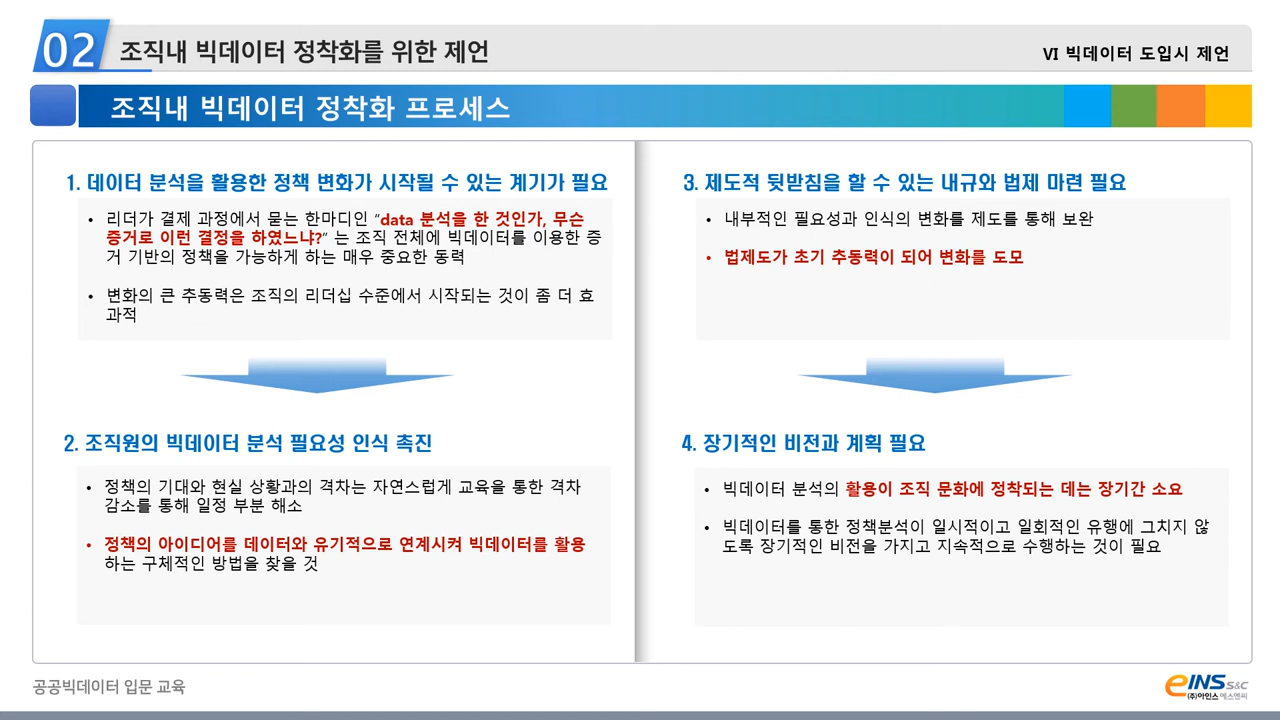 02 조직내 빅데이터 정착화를 위한 제언
VI 빅데이터 도입시 제언
조직내 빅데이터 정착화 프로세스
1. 데이터 분석을 활용한 정책 변화가 시작될 수 있는 계기가 필요
• 리더가 결제 과정에서 묻는 한마디인 “data 분석을 한 것인가, 무슨
증거로 이런 결정을 하였느냐?” 는 조직 전체에 빅데이터를 이용한 증
거 기반의 정책을 가능하게 하는 매우 중요한 동력
• 변화의 큰 추동력은 조직의 리더십 수준에서 시작되는 것이 좀 더 효
과적
2. 조직원의 빅데이터 분석 필요성 인식 촉진
• 정책의 기대와 현실 상황과의 격차는 자연스럽게 교육을 통한 격차
감소를 통해 일정 부분 해소
• 정책의 아이디어를 데이터와 유기적으로 연계시켜 빅데이터를 활용
하는 구체적인 방법을 찾을 것
3. 제도적 뒷받침을 할 수 있는 내규와 법제 마련 필요
• 내부적인 필요성과 인식의 변화를 제도를 통해 보완
• 법제도가 초기 추동력이 되어 변화를 도모
4. 장기적인 비전과 계획 필요
• 빅데이터 분석의 활용이 조직 문화에 정착되는 데는 장기간 소요
• 빅데이터를 통한 정책분석이 일시적이고 일회적인 유행에 그치지 않
도록 장기적인 비전을 가지고 지속적으로 수행하는 것이 필요
공공빅데이터 입문 교육
eINS S&C
(주)아인스 에스엔씨